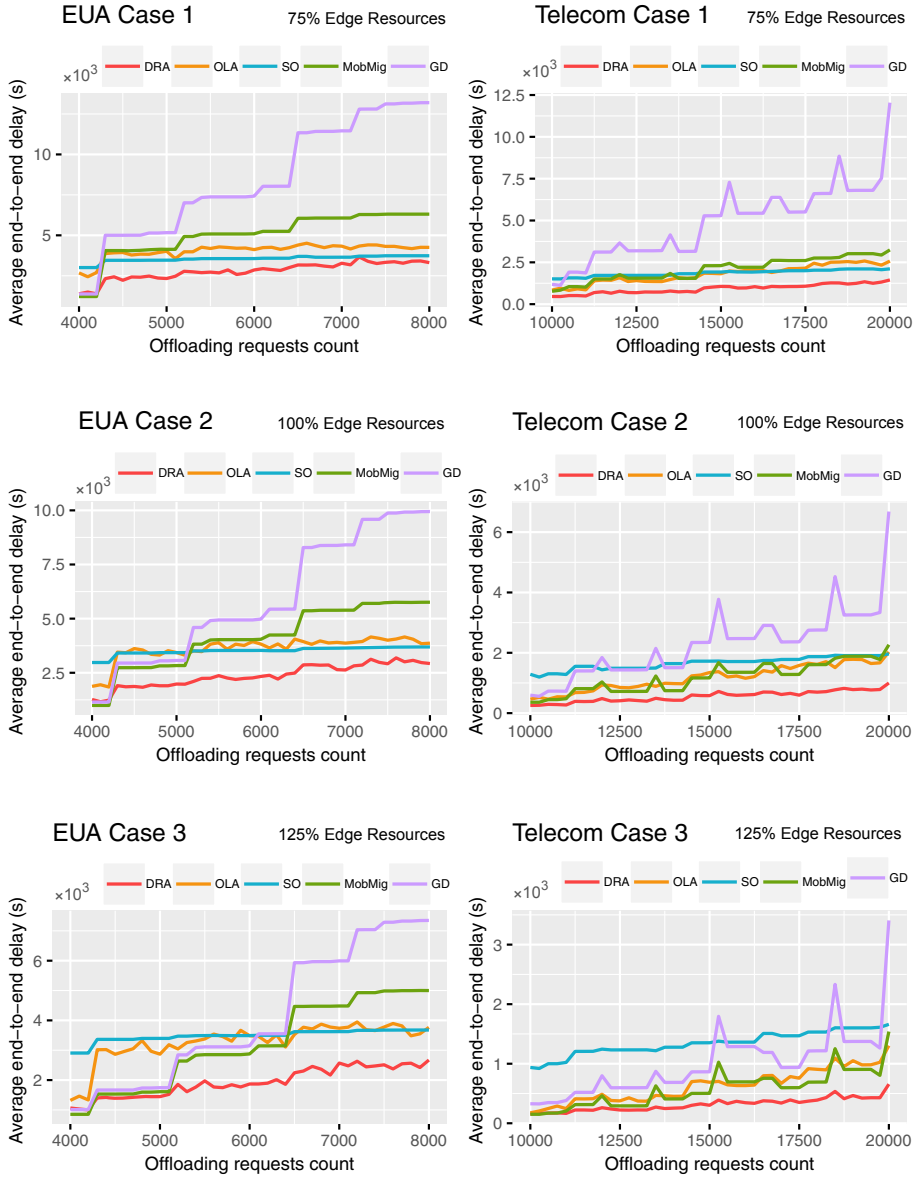 EUA Case 1
75% Edge Resources
×10³
DRA OLA SO MobMig GD
Average end−to−end delay (s)
10
5
4000 5000 6000 7000 8000
Offloading requests count
Telecom Case 1
75% Edge Resources
×10³
DRA OLA SO MobMig GD
Average end−to−end delay (s)
12.5
10.0
7.5
5.0
2.5
0.0
10000 12500 15000 17500 20000
Offloading requests count
EUA Case 2
100% Edge Resources
×10³
DRA OLA SO MobMig GD
Average end−to−end delay (s)
10.0
7.5
5.0
2.5
4000 5000 6000 7000 8000
Offloading requests count
Telecom Case 2
100% Edge Resources
×10³
DRA OLA SO MobMig GD
Average end−to−end delay (s)
6
4
2
0
10000 12500 15000 17500 20000
Offloading requests count
EUA Case 3
125% Edge Resources
×10³
DRA OLA SO MobMig GD
Average end−to−end delay (s)
6
4
2
4000 5000 6000 7000 8000
Offloading requests count
Telecom Case 3
125% Edge Resources
×10³
DRA OLA SO MobMig GD
Average end−to−end delay (s)
3
2
1
0
10000 12500 15000 17500 20000
Offloading requests count